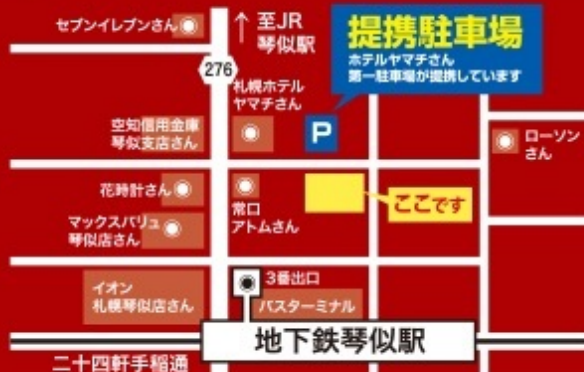 セブンイレブンさん
至JR
琴似駅
提携駐車場
ホテルヤマチさん
第一駐車場が提携しています
276
札幌ホテル
ヤマチさん
P
空知信用金庫
琴似支店さん
ローソン
さん
花時計さん
常口
アトムさん
ここです
マックスバリュ
琴似店さん
イオン
札幌琴似店さん
3番出口
バスターミナル
地下鉄琴似駅
二十四軒手稲通